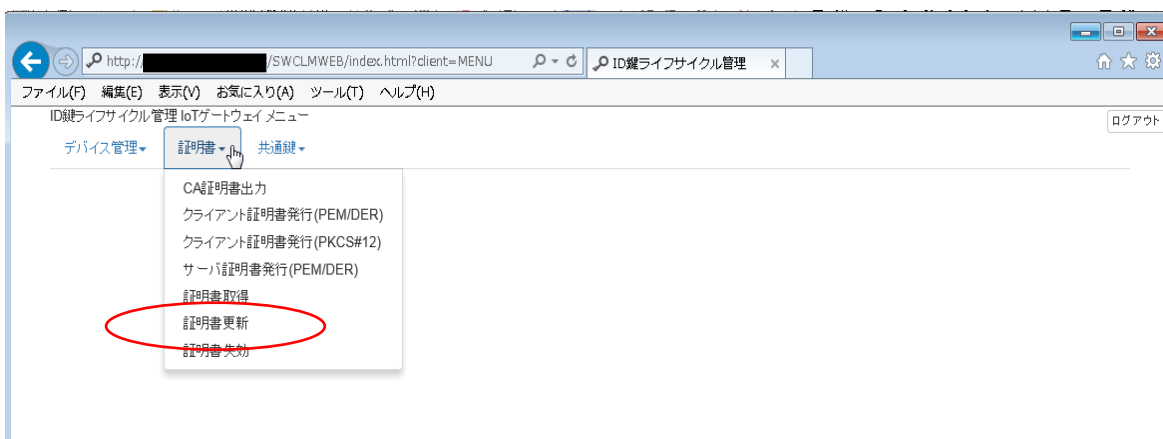 http:// /SWCLMWEB/index.html?client=MENU
ID鍵ライフサイクル管理
ファイル(F) 編集(E) 表示(V) お気に入り(A) ツール(T) ヘルプ(H)
ID鍵ライフサイクル管理 IoTゲートウェイ メニュー
ログアウト
デバイス管理 証明書 共通鍵
CA証明書出力
クライアント証明書発行(PEM/DER)
クライアント証明書発行(PKCS#12)
サーバ証明書発行(PEM/DER)
証明書取得
証明書更新
証明書失効